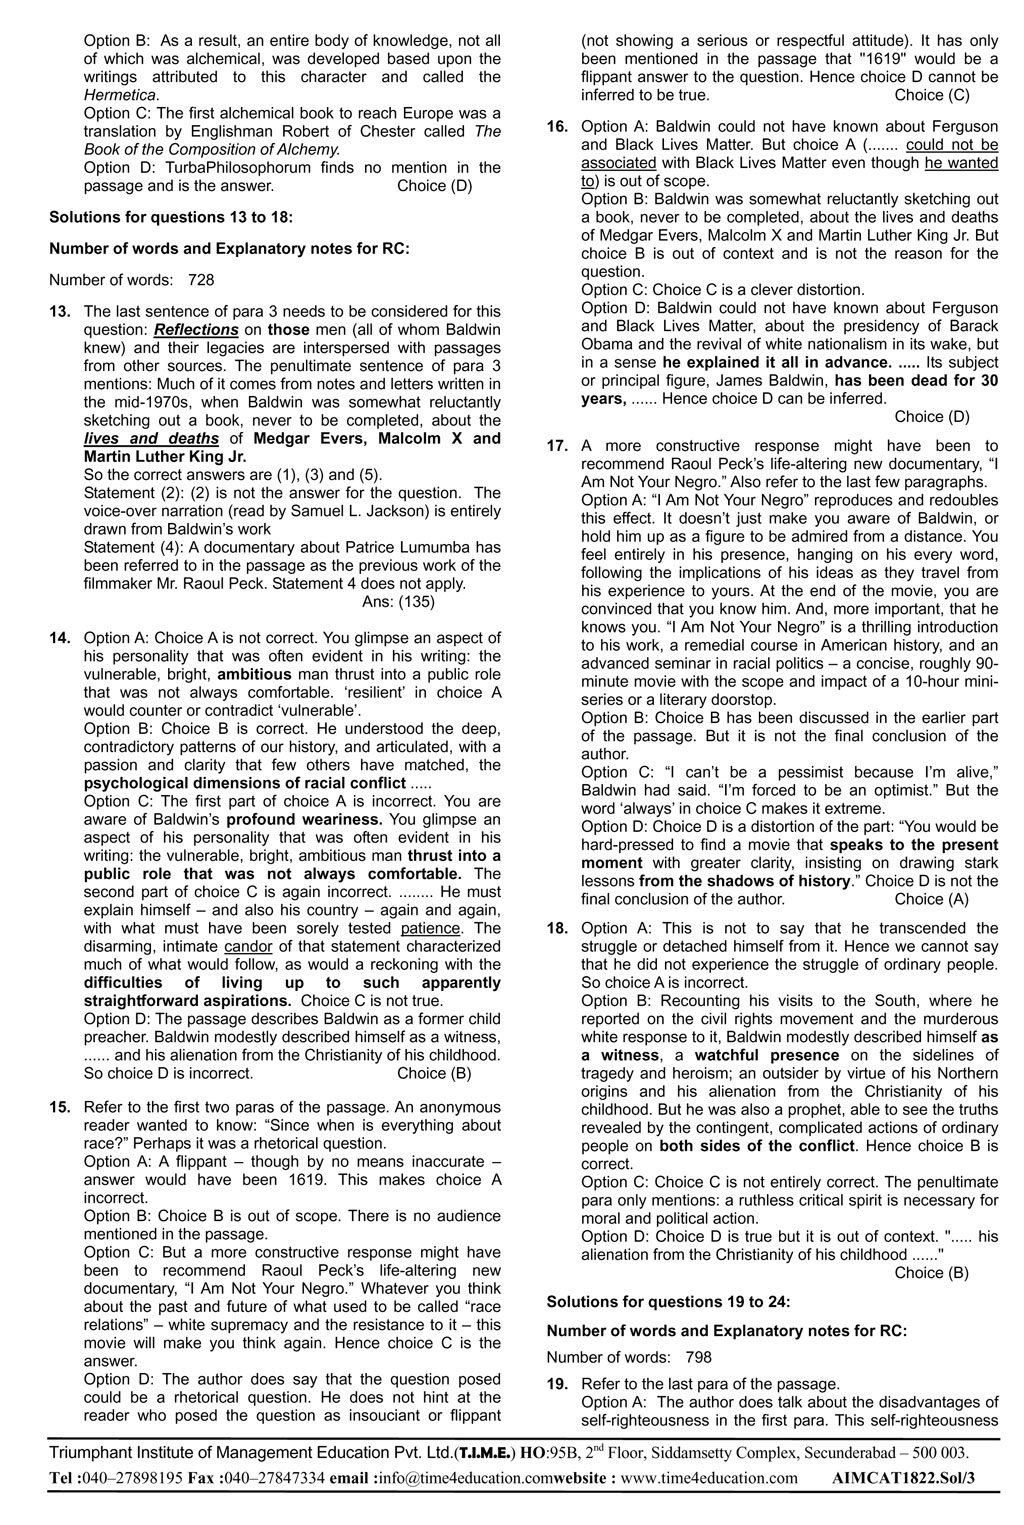 Option B: As a result, an entire body of knowledge, not all
of which was alchemical, was developed based upon the
writings attributed to this character and called the
Hermetica.
Option C: The first alchemical book to reach Europe was a
translation by Englishman Robert of Chester called The
Book of the Composition of Alchemy.
Option D: TurbaPhilosophorum finds no mention in the
passage and is the answer. Choice (D)
Solutions for questions 13 to 18:
Number of words and Explanatory notes for RC:
Number of words: 728
13. The last sentence of para 3 needs to be considered for this
question: Reflections on those men (all of whom Baldwin
knew) and their legacies are interspersed with passages
from other sources. The penultimate sentence of para 3
mentions: Much of it comes from notes and letters written in
the mid-1970s, when Baldwin was somewhat reluctantly
sketching out a book, never to be completed, about the
lives and deaths of Medgar Evers, Malcolm X and
Martin Luther King Jr.
So the correct answers are (1), (3) and (5).
Statement (2): (2) is not the answer for the question. The
voice-over narration (read by Samuel L. Jackson) is entirely
drawn from Baldwin’s work
Statement (4): A documentary about Patrice Lumumba has
been referred to in the passage as the previous work of the
filmmaker Mr. Raoul Peck. Statement 4 does not apply.
Ans: (135)
14. Option A: Choice A is not correct. You glimpse an aspect of
his personality that was often evident in his writing: the
vulnerable, bright, ambitious man thrust into a public role
that was not always comfortable. ‘resilient’ in choice A
would counter or contradict ‘vulnerable’.
Option B: Choice B is correct. He understood the deep,
contradictory patterns of our history, and articulated, with a
passion and clarity that few others have matched, the
psychological dimensions of racial conflict .....
Option C: The first part of choice A is incorrect. You are
aware of Baldwin’s profound weariness. You glimpse an
aspect of his personality that was often evident in his
writing: the vulnerable, bright, ambitious man thrust into a
public role that was not always comfortable. The
second part of choice C is again incorrect. ........ He must
explain himself – and also his country – again and again,
with what must have been sorely tested patience. The
disarming, intimate candor of that statement characterized
much of what would follow, as would a reckoning with the
difficulties of living up to such apparently
straightforward aspirations. Choice C is not true.
Option D: The passage describes Baldwin as a former child
preacher. Baldwin modestly described himself as a witness,
...... and his alienation from the Christianity of his childhood.
So choice D is incorrect. Choice (B)
15. Refer to the first two paras of the passage. An anonymous
reader wanted to know: “Since when is everything about
race?” Perhaps it was a rhetorical question.
Option A: A flippant – though by no means inaccurate –
answer would have been 1619. This makes choice A
incorrect.
Option B: Choice B is out of scope. There is no audience
mentioned in the passage.
Option C: But a more constructive response might have
been to recommend Raoul Peck’s life-altering new
documentary, “I Am Not Your Negro.” Whatever you think
about the past and future of what used to be called “race
relations” – white supremacy and the resistance to it – this
movie will make you think again. Hence choice C is the
answer.
Option D: The author does say that the question posed
could be a rhetorical question. He does not hint at the
reader who posed the question as insouciant or flippant
(not showing a serious or respectful attitude). It has only
been mentioned in the passage that "1619" would be a
flippant answer to the question. Hence choice D cannot be
inferred to be true. Choice (C)
16. Option A: Baldwin could not have known about Ferguson
and Black Lives Matter. But choice A (....... could not be
associated with Black Lives Matter even though he wanted
to) is out of scope.
Option B: Baldwin was somewhat reluctantly sketching out
a book, never to be completed, about the lives and deaths
of Medgar Evers, Malcolm X and Martin Luther King Jr. But
choice B is out of context and is not the reason for the
question.
Option C: Choice C is a clever distortion.
Option D: Baldwin could not have known about Ferguson
and Black Lives Matter, about the presidency of Barack
Obama and the revival of white nationalism in its wake, but
in a sense he explained it all in advance. ..... Its subject
or principal figure, James Baldwin, has been dead for 30
years, ...... Hence choice D can be inferred.
Choice (D)
17. A more constructive response might have been to
recommend Raoul Peck’s life-altering new documentary, “I
Am Not Your Negro.” Also refer to the last few paragraphs.
Option A: “I Am Not Your Negro” reproduces and redoubles
this effect. It doesn’t just make you aware of Baldwin, or
hold him up as a figure to be admired from a distance. You
feel entirely in his presence, hanging on his every word,
following the implications of his ideas as they travel from
his experience to yours. At the end of the movie, you are
convinced that you know him. And, more important, that he
knows you. “I Am Not Your Negro” is a thrilling introduction
to his work, a remedial course in American history, and an
advanced seminar in racial politics – a concise, roughly 90-
minute movie with the scope and impact of a 10-hour mini-
series or a literary doorstop.
Option B: Choice B has been discussed in the earlier part
of the passage. But it is not the final conclusion of the
author.
Option C: “I can’t be a pessimist because I’m alive,”
Baldwin had said. “I’m forced to be an optimist.” But the
word ‘always’ in choice C makes it extreme.
Option D: Choice D is a distortion of the part: “You would be
hard-pressed to find a movie that speaks to the present
moment with greater clarity, insisting on drawing stark
lessons from the shadows of history.” Choice D is not the
final conclusion of the author. Choice (A)
18. Option A: This is not to say that he transcended the
struggle or detached himself from it. Hence we cannot say
that he did not experience the struggle of ordinary people.
So choice A is incorrect.
Option B: Recounting his visits to the South, where he
reported on the civil rights movement and the murderous
white response to it, Baldwin modestly described himself as
a witness, a watchful presence on the sidelines of
tragedy and heroism; an outsider by virtue of his Northern
origins and his alienation from the Christianity of his
childhood. But he was also a prophet, able to see the truths
revealed by the contingent, complicated actions of ordinary
people on both sides of the conflict. Hence choice B is
correct.
Option C: Choice C is not entirely correct. The penultimate
para only mentions: a ruthless critical spirit is necessary for
moral and political action.
Option D: Choice D is true but it is out of context. "..... his
alienation from the Christianity of his childhood ......"
Choice (B)
Solutions for questions 19 to 24:
Number of words and Explanatory notes for RC:
Number of words: 798
19. Refer to the last para of the passage.
Option A: The author does talk about the disadvantages of
self-righteousness in the first para. This self-righteousness
Triumphant Institute of Management Education Pvt. Ltd.(T.I.M.E.) HO:95B, 2nd Floor, Siddamsetty Complex, Secunderabad – 500 003.
Tel :040–27898195 Fax :040–27847334 email :info@time4education.comwebsite : www.time4education.com AIMCAT1822.Sol/3